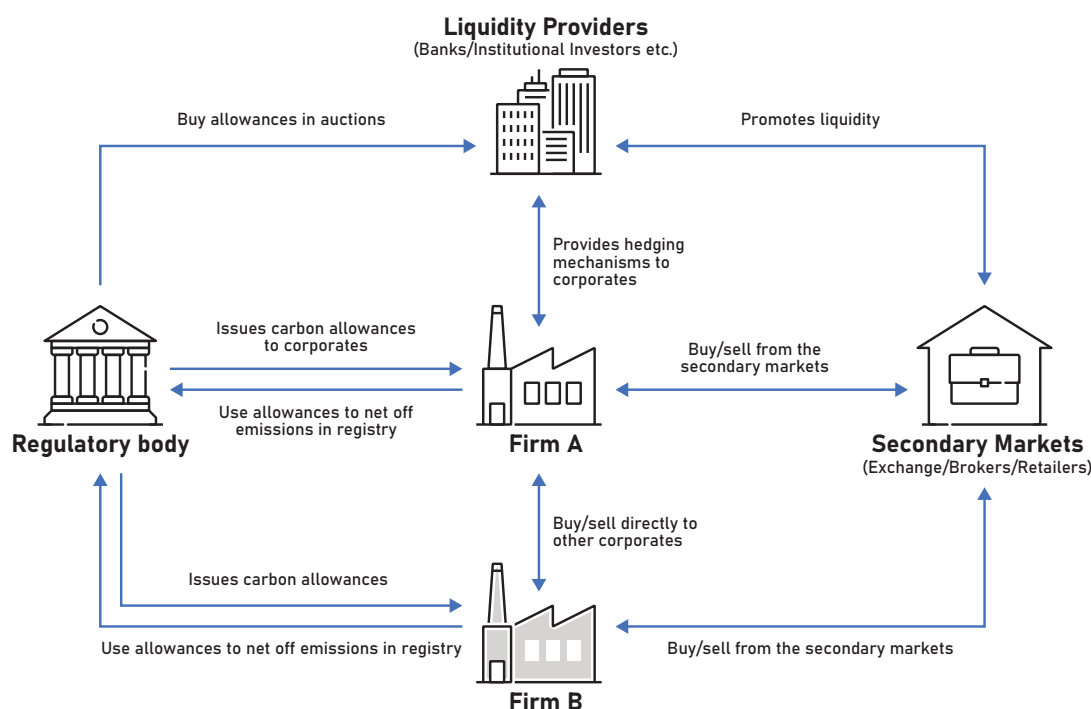 Liquidity Providers
(Banks/Institutional Investors etc.)
Buy allowances in auctions
Promotes liquidity
Provides hedging
mechanisms to
corporates
Issues carbon allowances
to corporates
Buy/sell from the
secondary markets
Use allowances to net off
emissions in registry
Regulatory body
Firm A
Secondary Markets
(Exchange/Brokers/Retailers)
Buy/sell directly to
other corporates
Issues carbon allowances
Use allowances to net off emissions in registry
Buy/sell from the secondary markets
Firm B